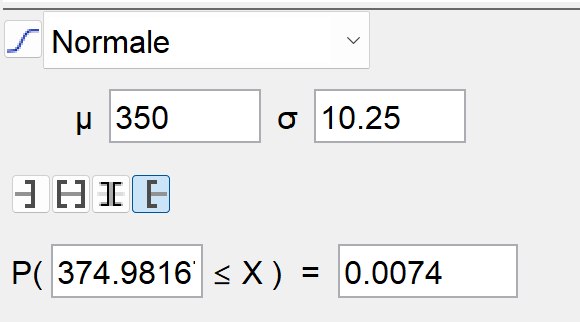 Normale
μ 350 σ 10.25
P( 374.9816 ≤ X ) = 0.0074